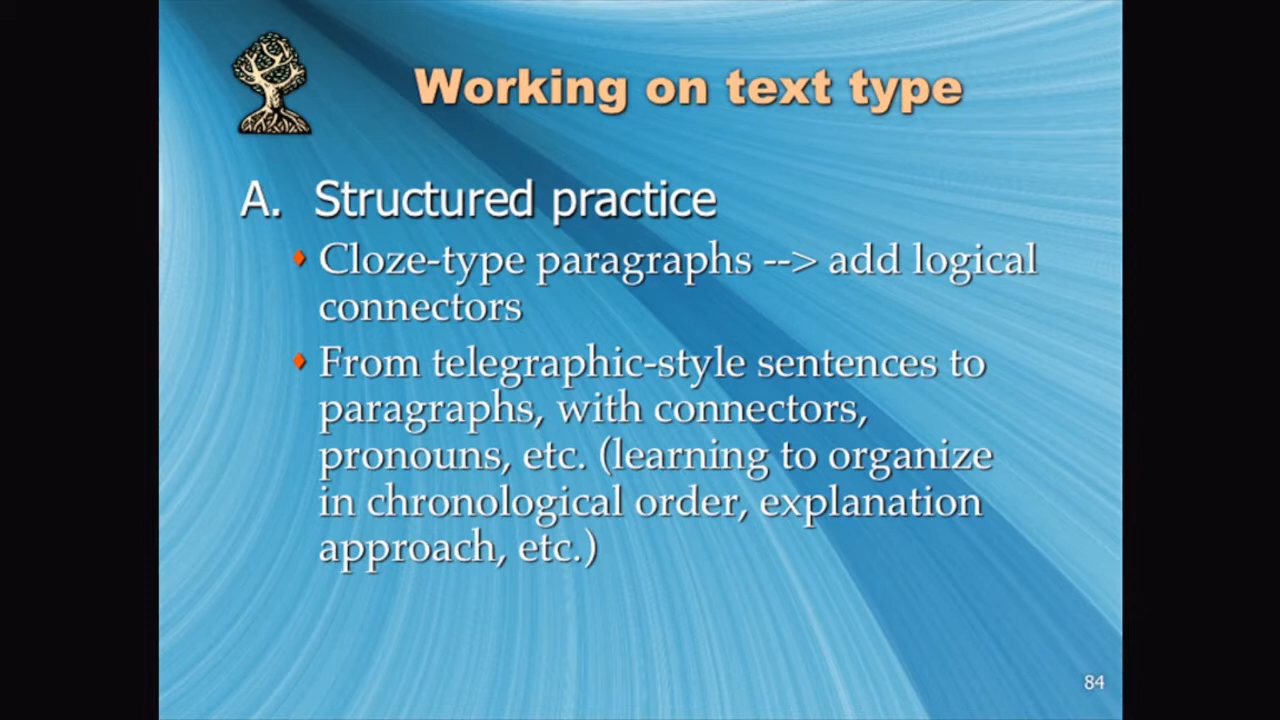 Working on text type
A. Structured practice
Cloze-type paragraphs --> add logical
connectors
From telegraphic-style sentences to
paragraphs, with connectors,
pronouns, etc. (learning to organize
in chronological order, explanation
approach, etc.)
84